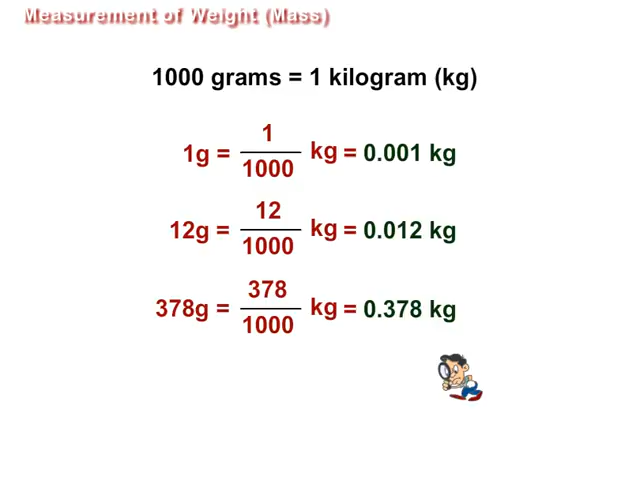 Measurement of Weight (Mass)
1000 grams = 1 kilogram (kg)
1g = 1/1000 kg = 0.001 kg
12g = 12/1000 kg = 0.012 kg
378g = 378/1000 kg = 0.378 kg